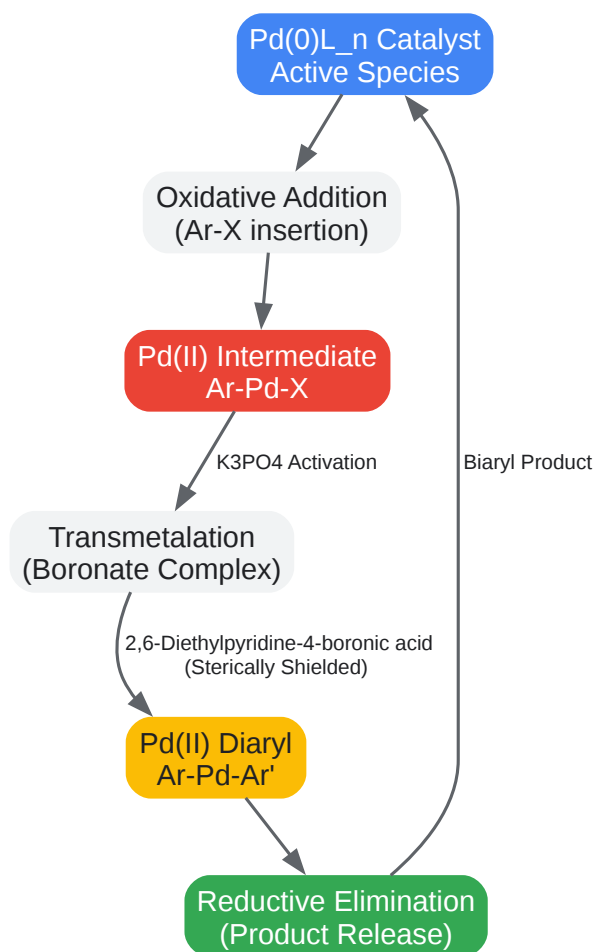 Pd(0)L_n Catalyst
Active Species
Oxidative Addition
(Ar-X insertion)
Pd(II) Intermediate
Ar-Pd-X
K3PO4 Activation
Biaryl Product
Transmetalation
(Boronate Complex)
2,6-Diethylpyridine-4-boronic acid
(Sterically Shielded)
Pd(II) Diaryl
Ar-Pd-Ar'
Reductive Elimination
(Product Release)